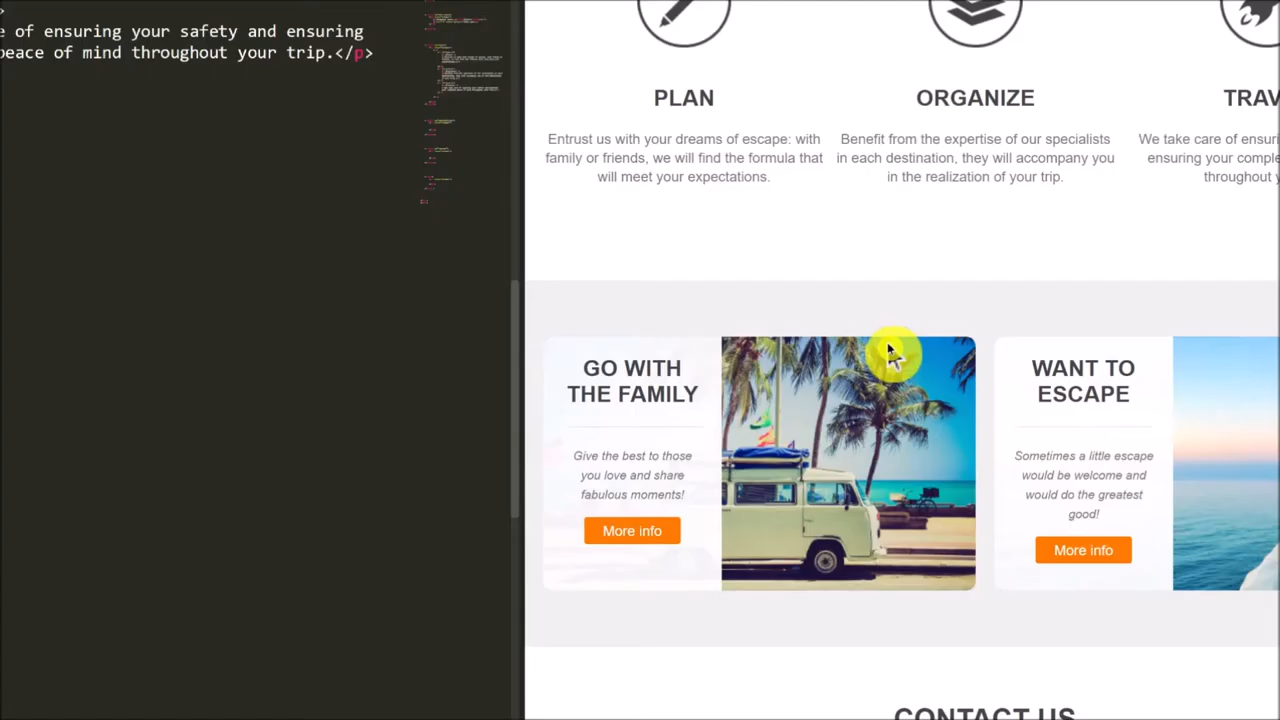 f ensuring your safety and ensuring
peace of mind throughout your trip.</p>
PLAN
Entrust us with your dreams of escape: with
family or friends, we will find the formula that
will meet your expectations.
ORGANIZE
Benefit from the expertise of our specialists
in each destination, they will accompany you
in the realization of your trip.
TRAV
We take care of ensur
ensuring your comple
throughout
GO WITH
THE FAMILY
Give the best to those
you love and share
fabulous moments!
More info
WANT TO
ESCAPE
Sometimes a little escape
would be welcome and
would do the greatest
good!
More info
CONTACT US